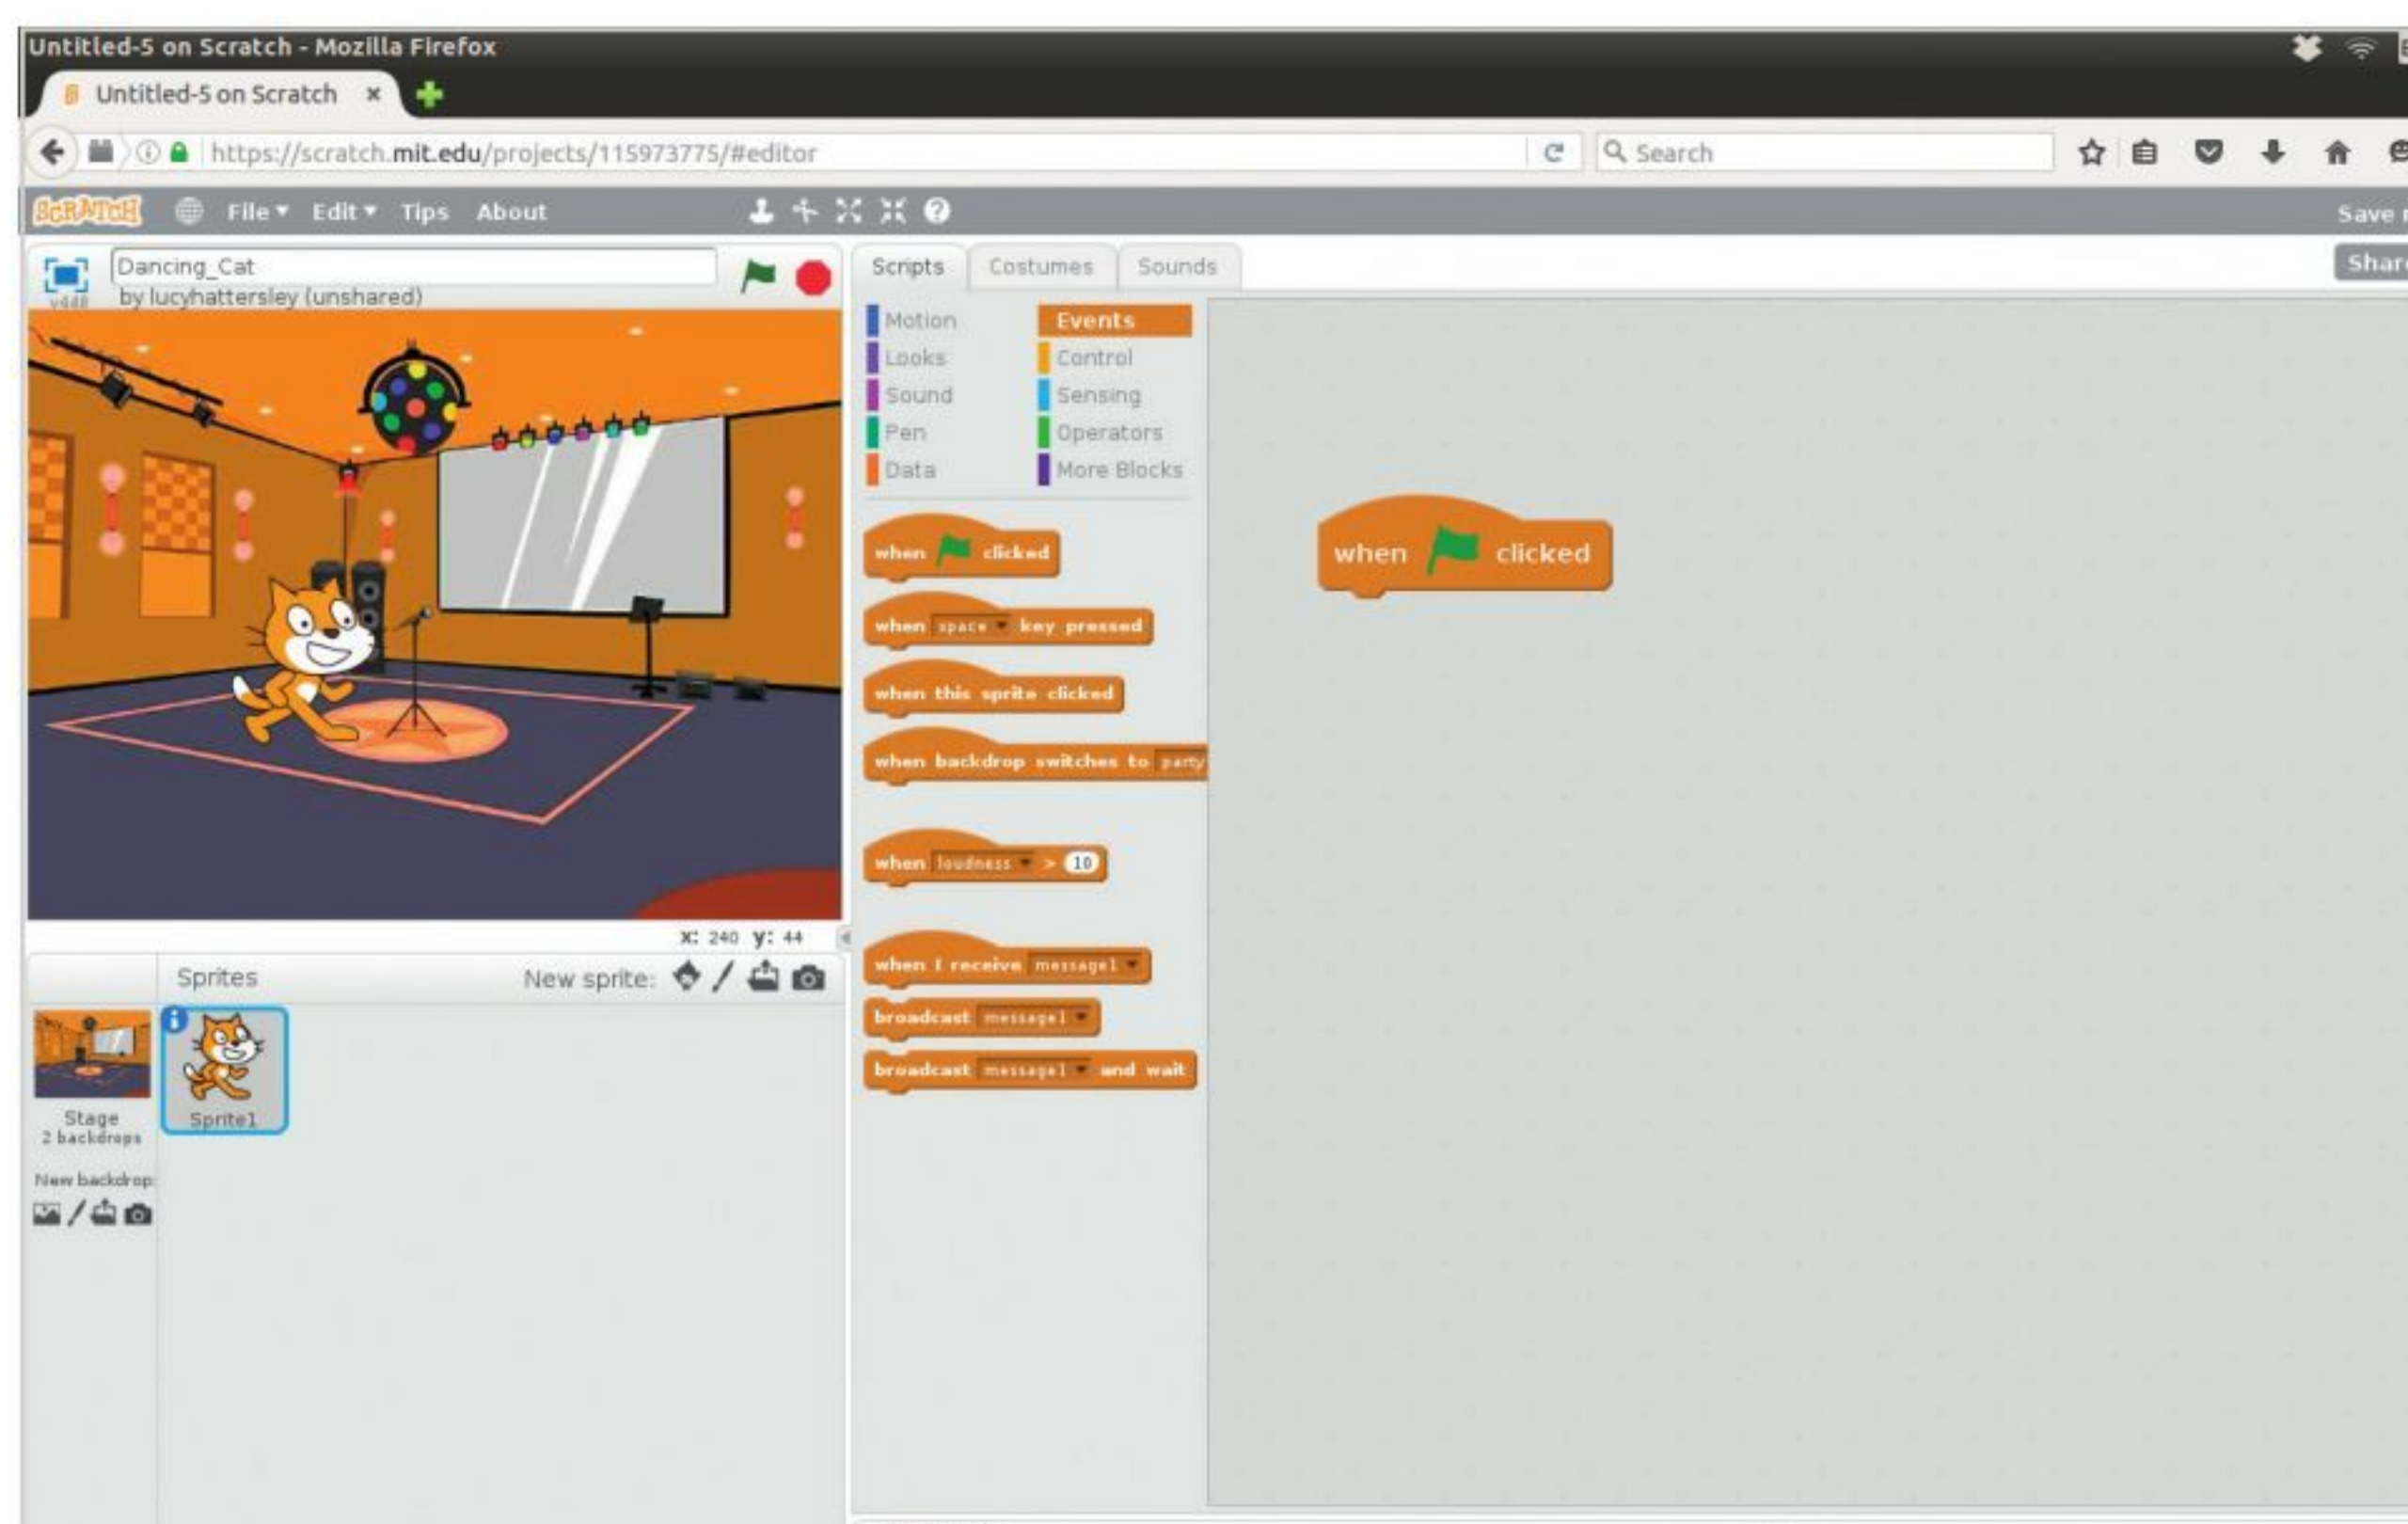 Untitled-5 on Scratch - Mozilla Firefox
Untitled-5 on Scratch
https://scratch.mit.edu/projects/115973775/#editor
Search
SCRATCH File Edit Tips About
Save
Share
Dancing_Cat
by lucyhattersley (unshared)
v448
Scripts Costumes Sounds
Motion Events
Looks Control
Sound Sensing
Pen Operators
Data More Blocks
when clicked
when space key pressed
when this sprite clicked
when backdrop switches to party
when loudness > 10
when I receive message1
broadcast message1
broadcast message1 and wait
when clicked
x: 240 y: 44
Sprites New sprite:
Stage
2 backdrops
Sprite1
New backdrop: